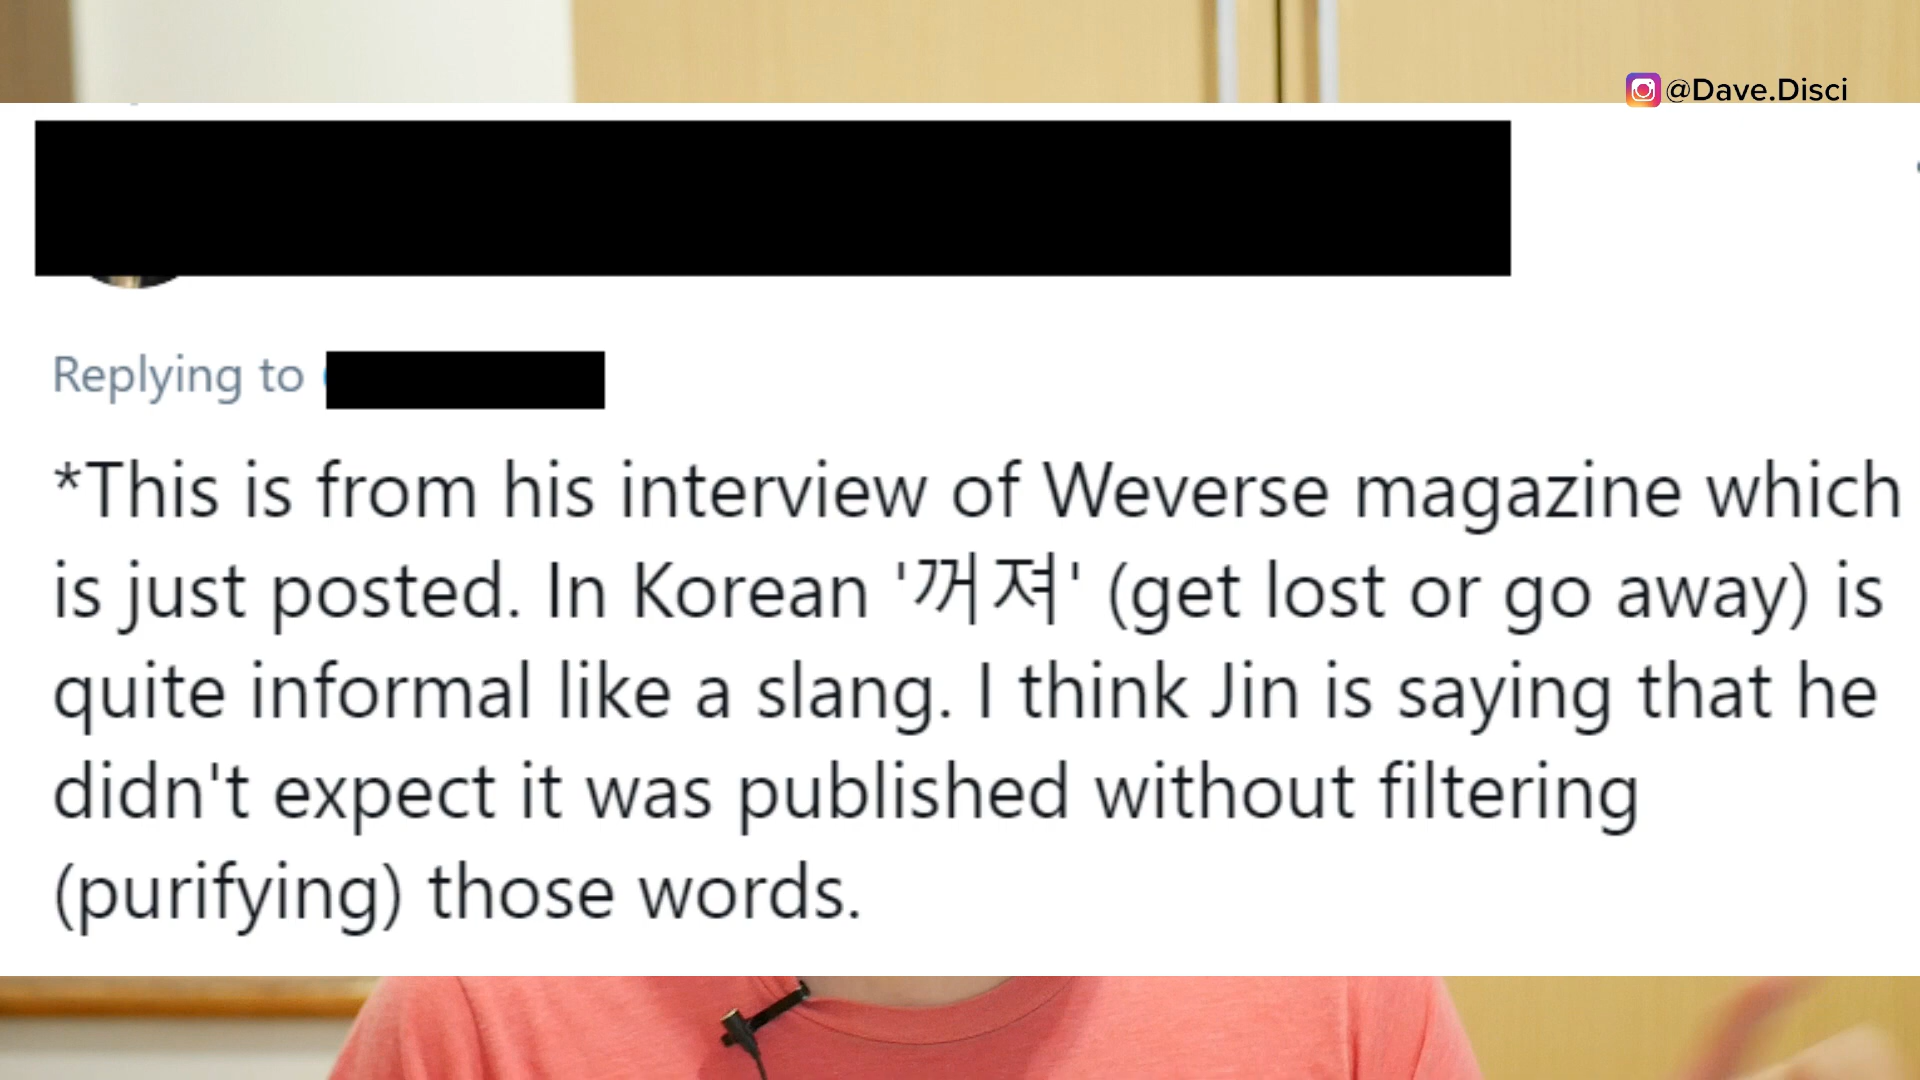 @Dave.Disci
Replying to
*This is from his interview of Weverse magazine which
is just posted. In Korean '꺼져' (get lost or go away) is
quite informal like a slang. I think Jin is saying that he
didn't expect it was published without filtering
(purifying) those words.